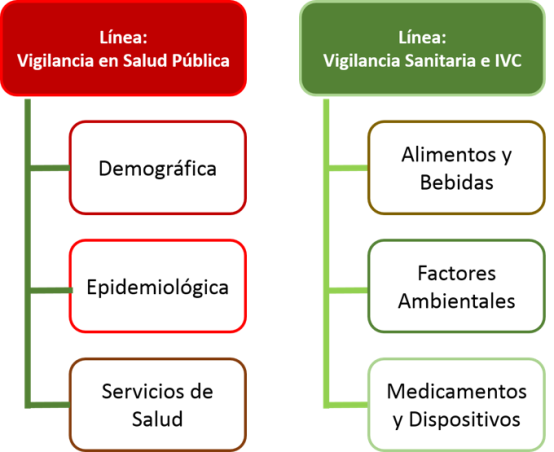 Línea:
Vigilancia en Salud Pública
Demográfica
Epidemiológica
Servicios de
Salud
Línea:
Vigilancia Sanitaria e IVC
Alimentos y
Bebidas
Factores
Ambientales
Medicamentos
y Dispositivos